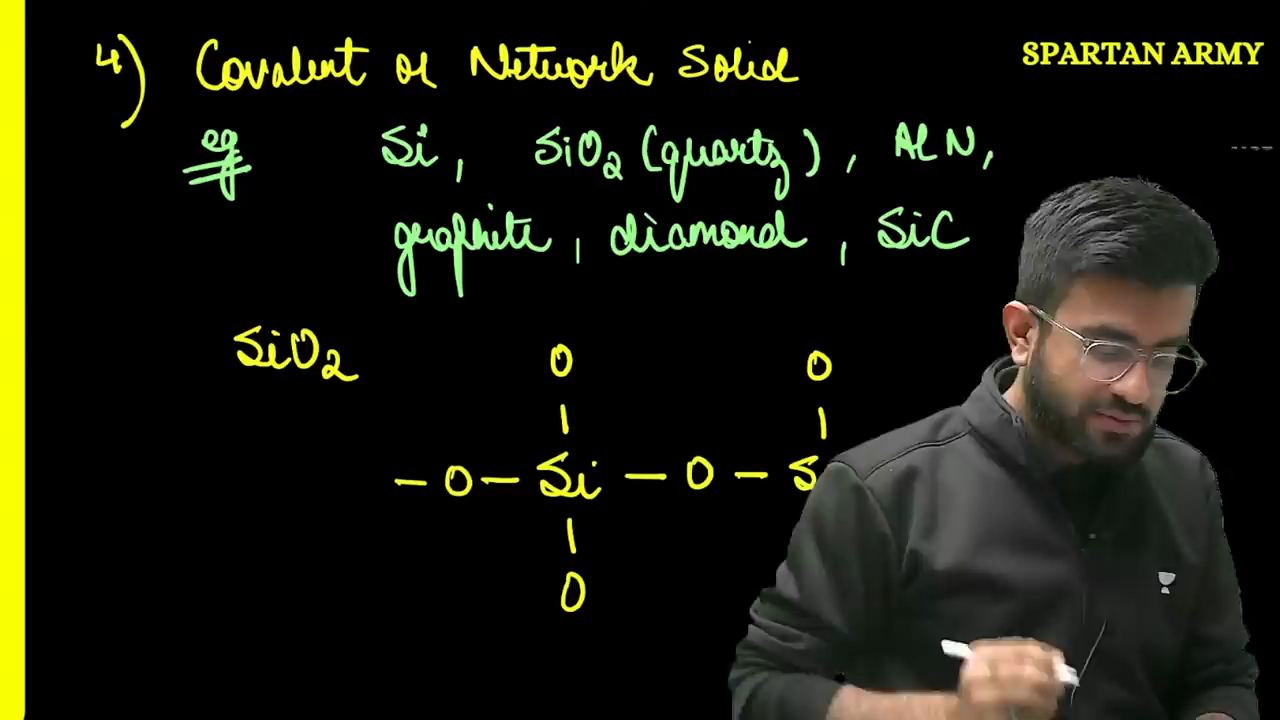 4) Covalent or Network Solid
SPARTAN ARMY
eg Si, SiO2 (quartz), AlN,
graphite, diamond, SiC
SiO2
O O
| |
– O – Si – O – S
|
O